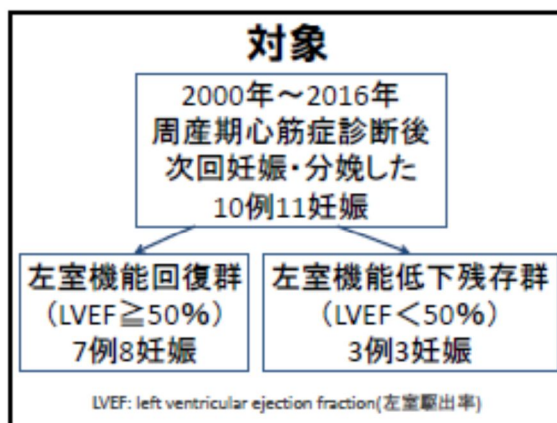 対象
2000年～2016年
周産期心筋症診断後
次回妊娠・分娩した
10例11妊娠
左室機能回復群
（LVEF≧50%）
7例8妊娠
左室機能低下残存群
（LVEF＜50%）
3例3妊娠
LVEF: left ventricular ejection fraction(左室駆出率)